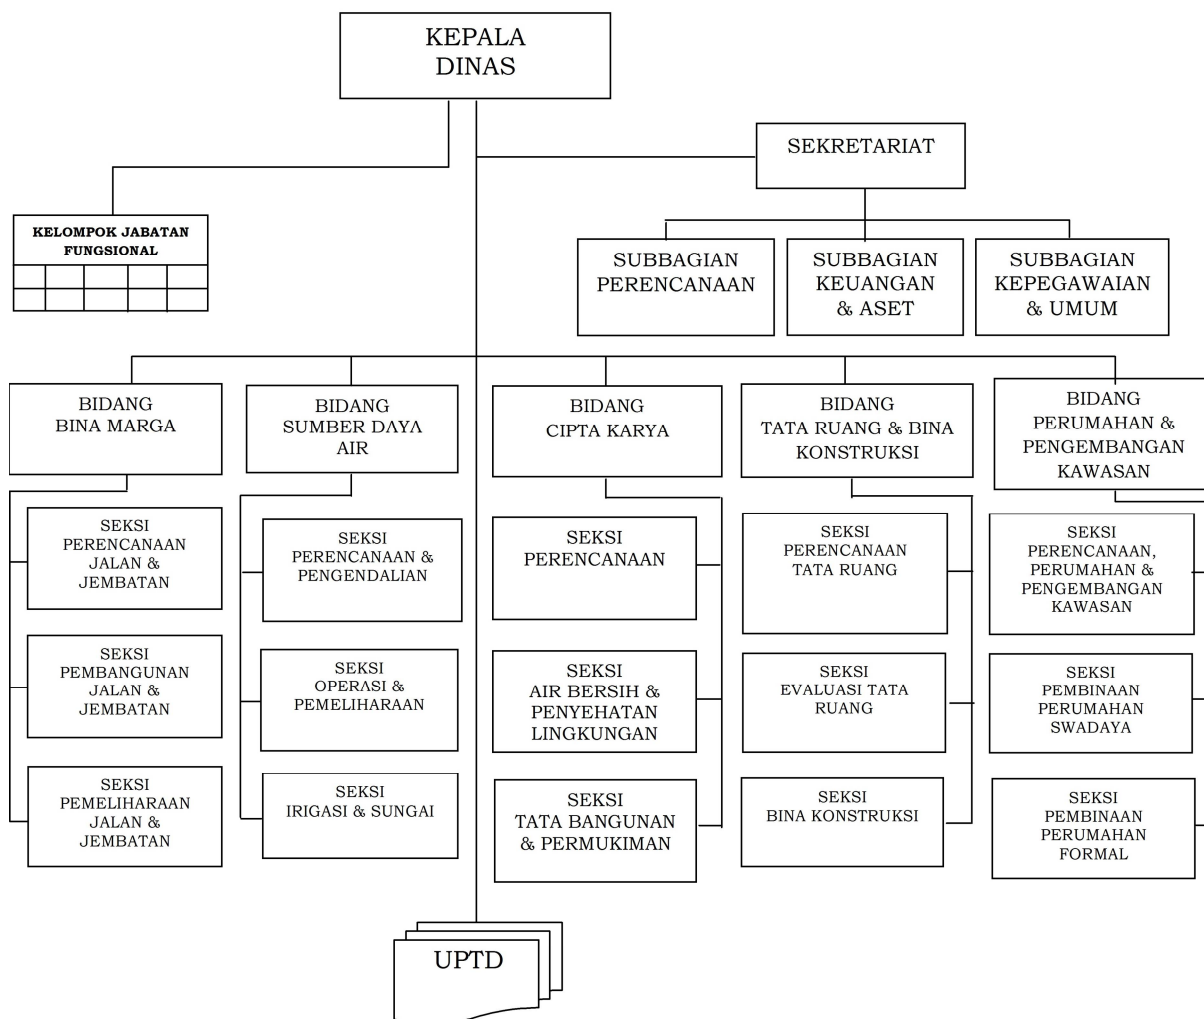 KEPALA
DINAS
SEKRETARIAT
KELOMPOK JABATAN
FUNGSIONAL
SUBBAGIAN
PERENCANAAN
SUBBAGIAN
KEUANGAN
& ASET
SUBBAGIAN
KEPEGAWAIAN
& UMUM
BIDANG
BINA MARGA
BIDANG
SUMBER DAYA
AIR
BIDANG
CIPTA KARYA
BIDANG
TATA RUANG & BINA
KONSTRUKSI
BIDANG
PERUMAHAN &
PENGEMBANGAN
KAWASAN
SEKSI
PERENCANAAN
JALAN &
JEMBATAN
SEKSI
PERENCANAAN &
PENGENDALIAN
SEKSI
PERENCANAAN
SEKSI
PERENCANAAN
TATA RUANG
SEKSI
PERENCANAAN,
PERUMAHAN &
PENGEMBANGAN
KAWASAN
SEKSI
PEMBANGUNAN
JALAN &
JEMBATAN
SEKSI
OPERASI &
PEMELIHARAAN
SEKSI
AIR BERSIH &
PENYEHATAN
LINGKUNGAN
SEKSI
EVALUASI TATA
RUANG
SEKSI
PEMBINAAN
PERUMAHAN
SWADAYA
SEKSI
PEMELIHARAAN
JALAN &
JEMBATAN
SEKSI
IRIGASI & SUNGAI
SEKSI
TATA BANGUNAN
& PERMUKIMAN
SEKSI
BINA KONSTRUKSI
SEKSI
PEMBINAAN
PERUMAHAN
FORMAL
UPTD